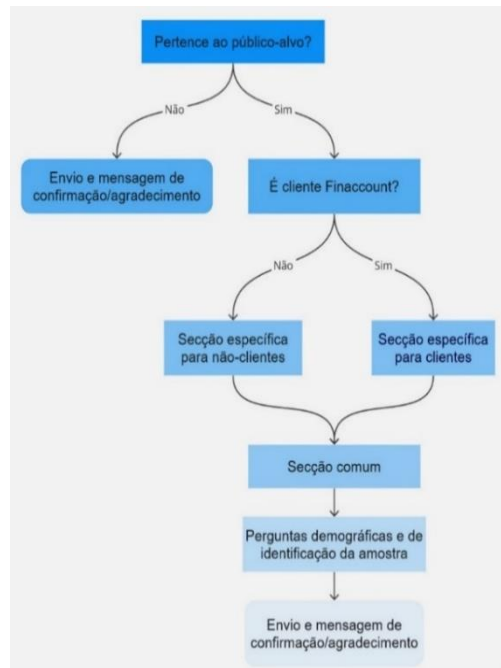 Pertence ao público-alvo?
Não
Sim
Envio e mensagem de
confirmação/agradecimento
É cliente Finaccount?
Não
Sim
Secção específica
para não-clientes
Secção específica
para clientes
Secção comum
Perguntas demográficas e de
identificação da amostra
Envio e mensagem de
confirmação/agradecimento